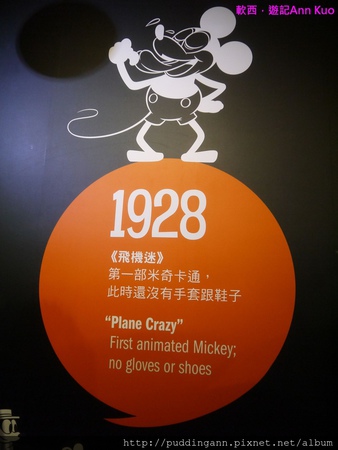 軟西．遊記Ann Kuo
1928
《飛機迷》
第一部米奇卡通，
此時還沒有手套跟鞋子
“Plane Crazy”
First animated Mickey;
no gloves or shoes
http://puddingann.pixnet.net/album